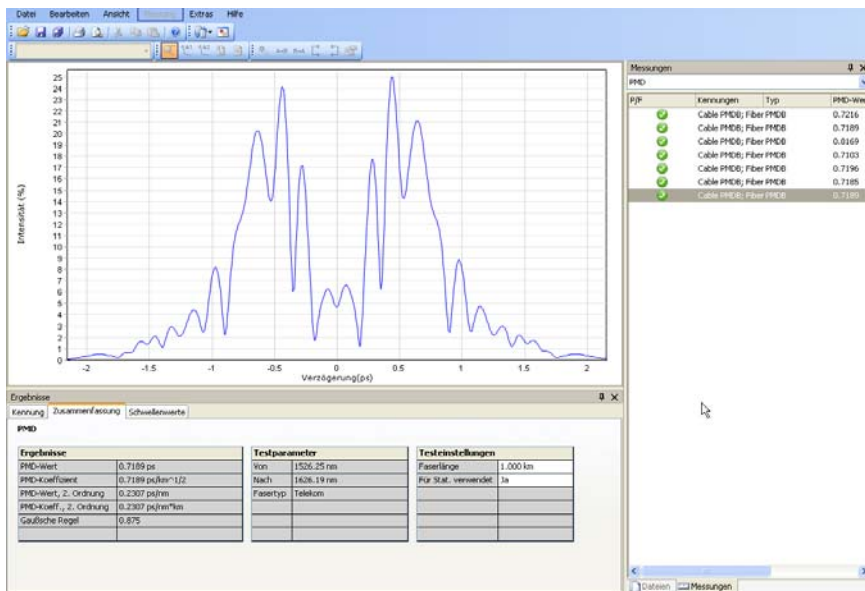 Datei Bearbeiten Ansicht Extras Hilfe
25
24
23
22
21
20
19
18
17
16
15
14
13
12
11
10
9
8
7
6
5
4
3
2
1
0
Intensität (%)
-2 -1.5 -1 -0.5 0 0.5 1 1.5 2
Verzögerung(ps)
Messungen
PMD
P/F Kennungen Typ PMD-Wer
Cable PMDB; Fiber PMDB 0.7216
Cable PMDB; Fiber PMDB 0.7189
Cable PMDB; Fiber PMDB 0.8169
Cable PMDB; Fiber PMDB 0.7103
Cable PMDB; Fiber PMDB 0.7196
Cable PMDB; Fiber PMDB 0.7185
Cable PMDB; Fiber PMDB 0.7189
Ergebnisse
Kennung Zusammenfassung Schwellenwerte
PMD
Ergebnisse
PMD-Wert 0.7189 ps
PMD-Koeffizient 0.7189 ps/km^1/2
PMD-Wert, 2. Ordnung 0.2307 ps/nm
PMD-Koeff., 2. Ordnung 0.2307 ps/nm*km
Gaußsche Regel 0.875
Testparameter
Von 1526.25 nm
Nach 1626.19 nm
Fasertyp Telekom
Testeinstellungen
Faserlänge 1.000 km
Für Stat. verwendet Ja
Dateien Messungen